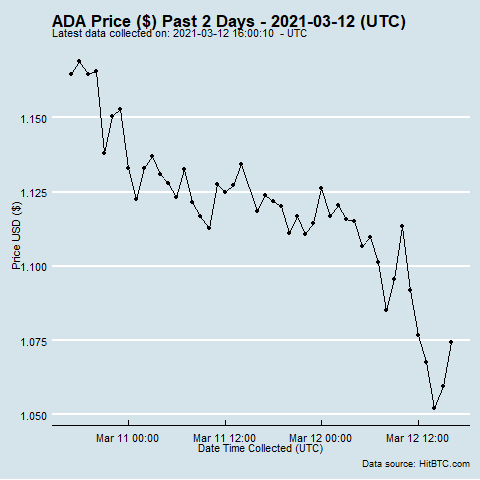 ADA Price ($) Past 2 Days - 2021-03-12 (UTC)
Latest data collected on: 2021-03-12 16:00:10 - UTC
1.150
1.125
1.100
1.075
1.050
Price USD ($)
Mar 11 00:00 Mar 11 12:00 Mar 12 00:00 Mar 12 12:00
Date Time Collected (UTC)
Data source: HitBTC.com